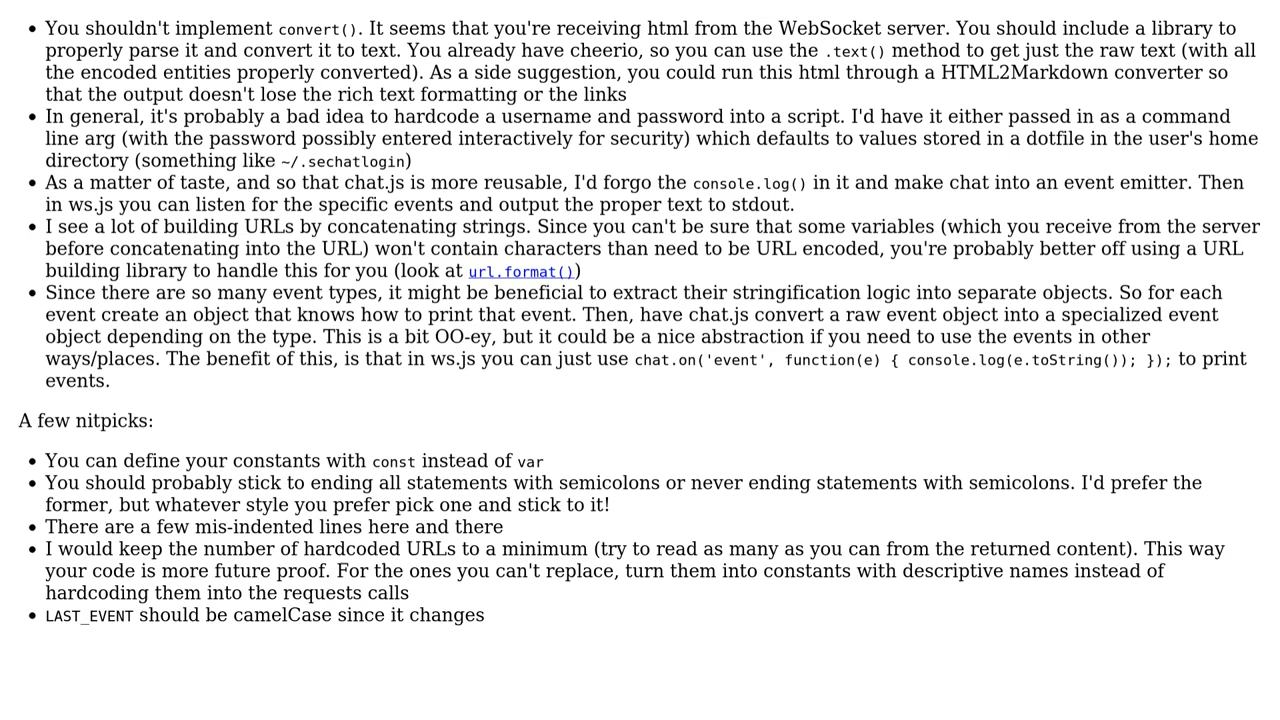 • You shouldn't implement convert(). It seems that you're receiving html from the WebSocket server. You should include a library to
properly parse it and convert it to text. You already have cheerio, so you can use the .text() method to get just the raw text (with all
the encoded entities properly converted). As a side suggestion, you could run this html through a HTML2Markdown converter so
that the output doesn't lose the rich text formatting or the links
• In general, it's probably a bad idea to hardcode a username and password into a script. I'd have it either passed in as a command
line arg (with the password possibly entered interactively for security) which defaults to values stored in a dotfile in the user's home
directory (something like ~/.sechatlogin)
• As a matter of taste, and so that chat.js is more reusable, I'd forgo the console.log() in it and make chat into an event emitter. Then
in ws.js you can listen for the specific events and output the proper text to stdout.
• I see a lot of building URLs by concatenating strings. Since you can't be sure that some variables (which you receive from the server
before concatenating into the URL) won't contain characters than need to be URL encoded, you're probably better off using a URL
building library to handle this for you (look at url.format())
• Since there are so many event types, it might be beneficial to extract their stringification logic into separate objects. So for each
event create an object that knows how to print that event. Then, have chat.js convert a raw event object into a specialized event
object depending on the type. This is a bit OO-ey, but it could be a nice abstraction if you need to use the events in other
ways/places. The benefit of this, is that in ws.js you can just use chat.on('event', function(e) { console.log(e.toString()); }); to print
events.
A few nitpicks:
• You can define your constants with const instead of var
• You should probably stick to ending all statements with semicolons or never ending statements with semicolons. I'd prefer the
former, but whatever style you prefer pick one and stick to it!
• There are a few mis-indented lines here and there
• I would keep the number of hardcoded URLs to a minimum (try to read as many as you can from the returned content). This way
your code is more future proof. For the ones you can't replace, turn them into constants with descriptive names instead of
hardcoding them into the requests calls
• LAST_EVENT should be camelCase since it changes